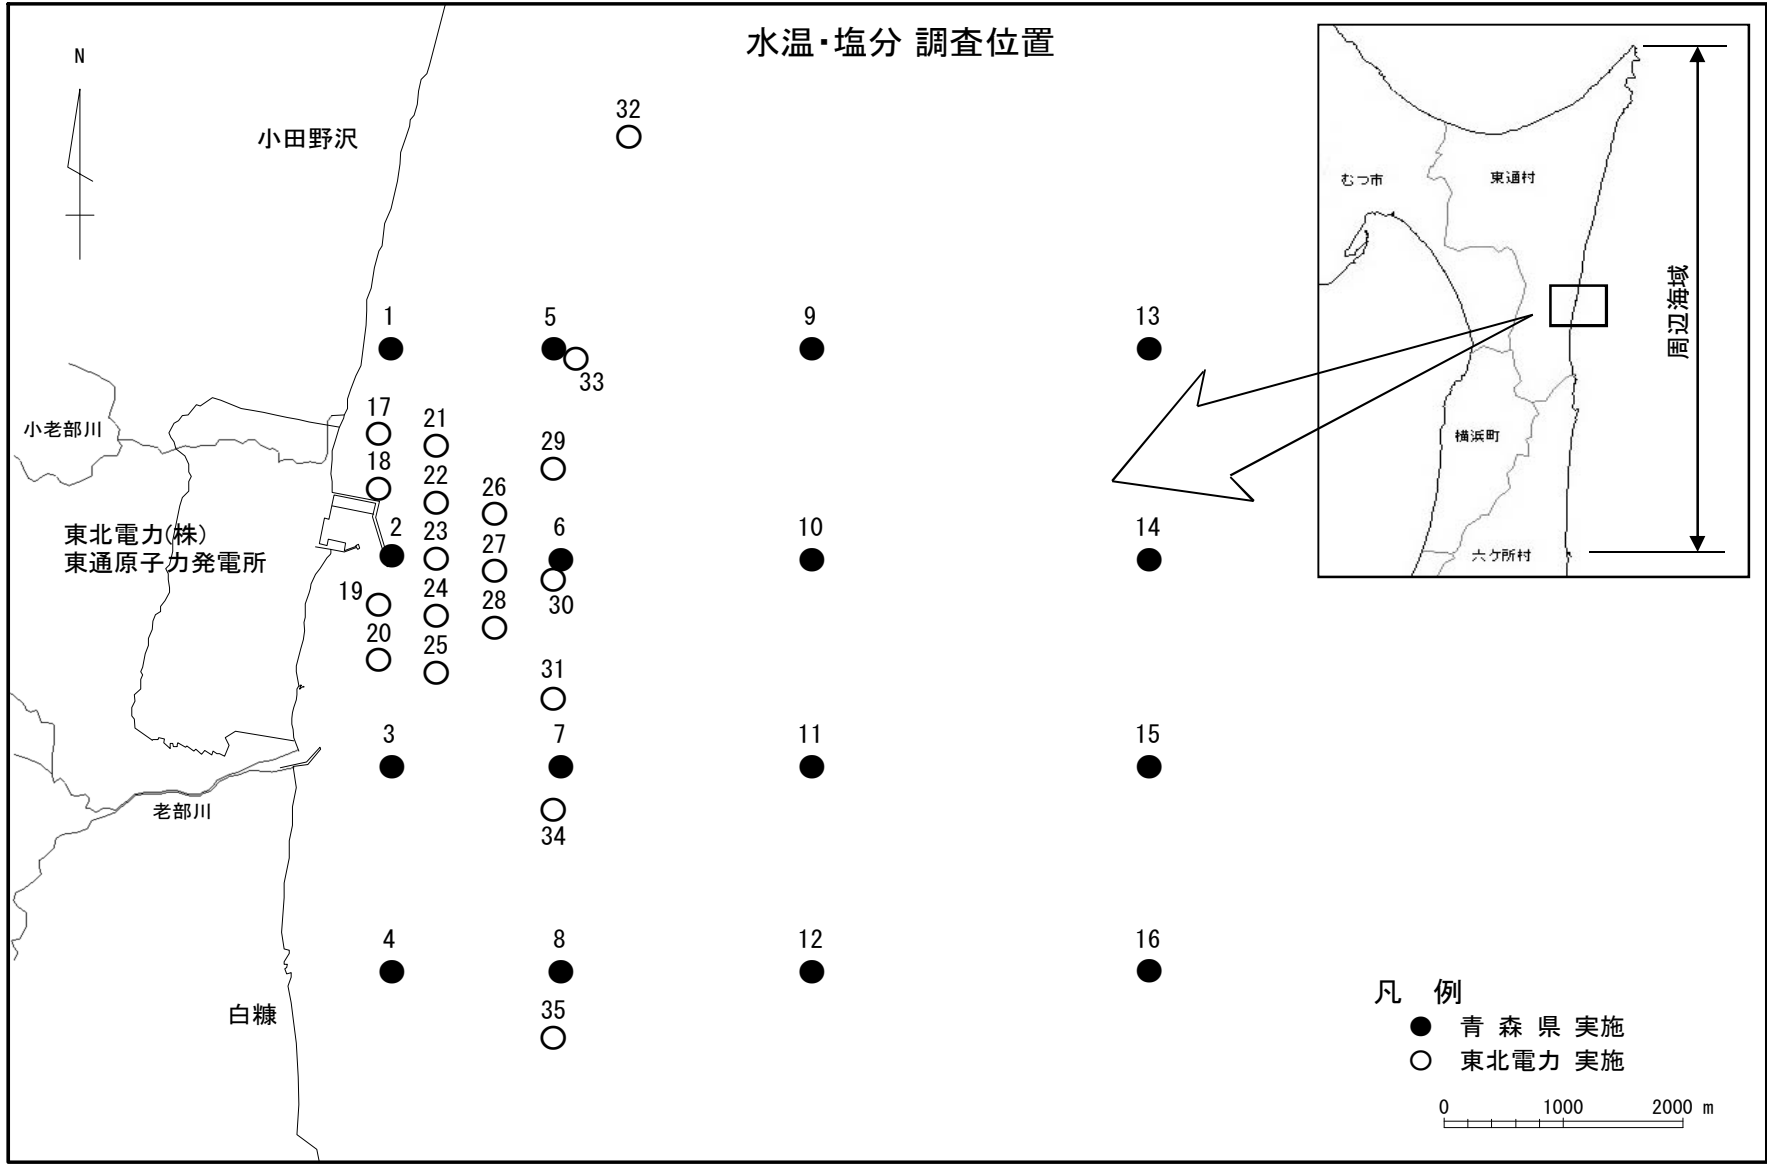 水温・塩分 調査位置
N
小田野沢
32
むつ市
東通村
周辺海域
横浜町
六ケ所村
1
5
9
13
33
17
21
小老部川
29
18
22
26
東北電力(株)
東通原子力発電所
2
23
27
6
10
14
19
24
28
30
20
25
31
3
7
11
15
老部川
34
4
8
12
16
白糠
35
凡 例
● 青 森 県 実施
○ 東北電力 実施
0 1000 2000 m